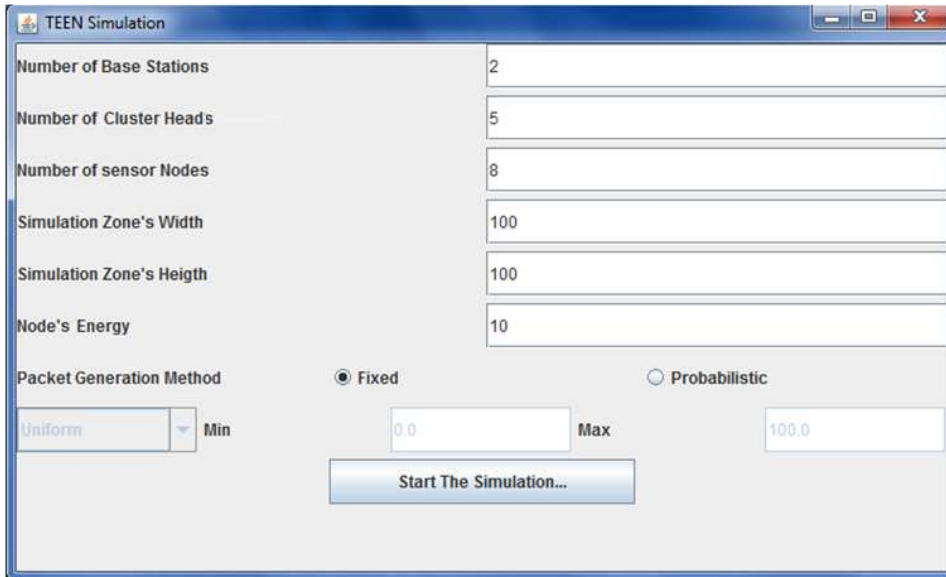 TEEN Simulation
Number of Base Stations 2
Number of Cluster Heads 5
Number of sensor Nodes 8
Simulation Zone's Width 100
Simulation Zone's Heigth 100
Node's Energy 10
Packet Generation Method Fixed Probabilistic
Uniform Min 0.0 Max 100.0
Start The Simulation...